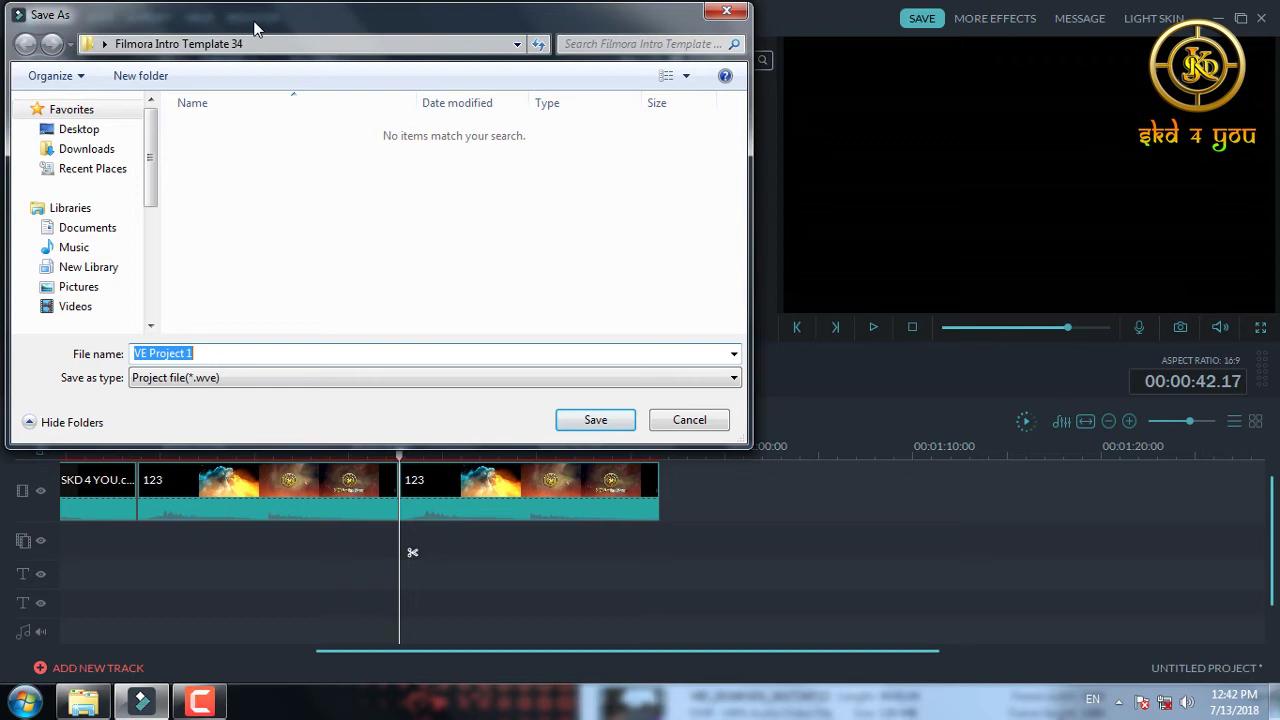 Save As
SAVE
MORE EFFECTS
MESSAGE
LIGHT SKIN
Filmora Intro Template 34
Search Filmora Intro Template ...
Organize
New folder
Name
Date modified
Type
Size
No items match your search.
Favorites
Desktop
Downloads
Recent Places
Libraries
Documents
Music
New Library
Pictures
Videos
SKD
SKD 4 YOU
File name:
VE Project 1
Save as type:
Project file(*.wve)
Hide Folders
Save
Cancel
ASPECT RATIO: 16:9
00:00:42.17
00:01:10:00
00:01:20:00
SKD 4 YOU.c...
123
123
ADD NEW TRACK
UNTITLED PROJECT *
EN
12:42 PM
7/13/2018